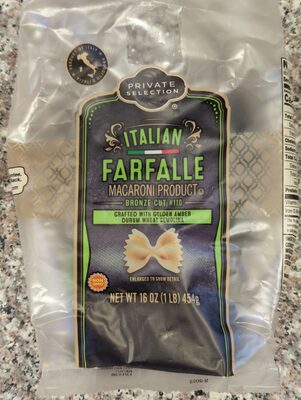 PRIVATE
SELECTION
ITALIAN
FARFALLE
MACARONI PRODUCT
BRONZE CUT #110
CRAFTED WITH GOLDEN AMBER
DURUM WHEAT SEMOLINA
ENLARGED TO SHOW DETAIL
NET WT 16 OZ (1 LB) 454g